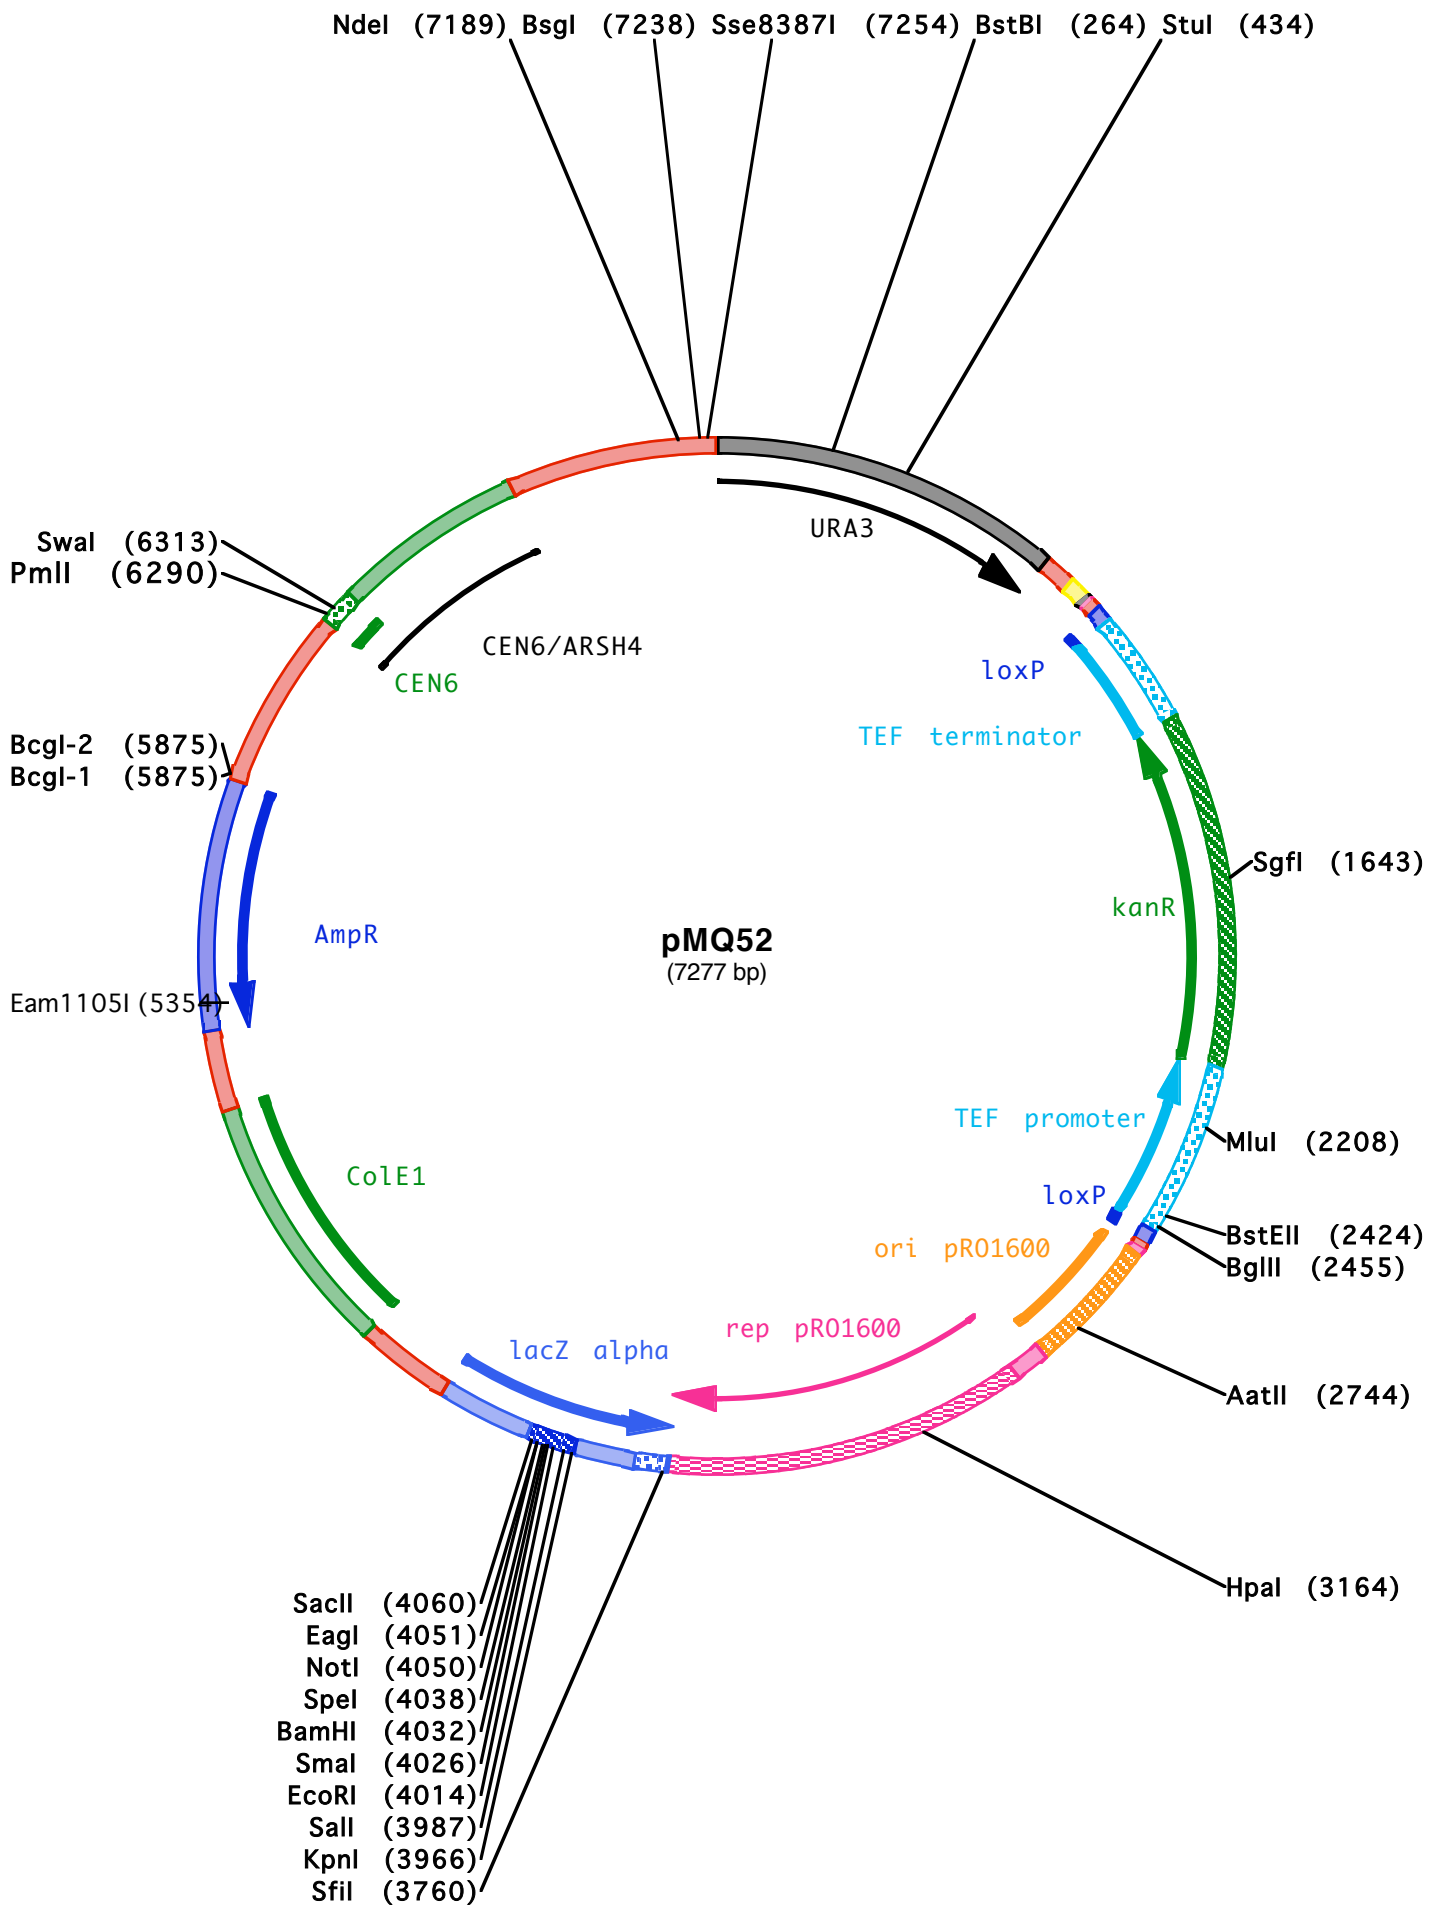 NdeI (7189) BsgI (7238) Sse8387I (7254) BstBI (264) StuI (434)
URA3
SwaI (6313)
PmlI (6290)
CEN6/ARSH4
CEN6
loxP
TEF terminator
BcgI-2 (5875)
BcgI-1 (5875)
SgfI (1643)
kanR
AmpR
pMQ52
(7277 bp)
Eam1105I (5354)
TEF promoter
MluI (2208)
ColE1
loxP
BstEII (2424)
ori pRO1600
BglII (2455)
rep pRO1600
lacZ alpha
AatII (2744)
HpaI (3164)
SacII (4060)
EagI (4051)
NotI (4050)
SpeI (4038)
BamHI (4032)
SmaI (4026)
EcoRI (4014)
SalI (3987)
KpnI (3966)
SfiI (3760)